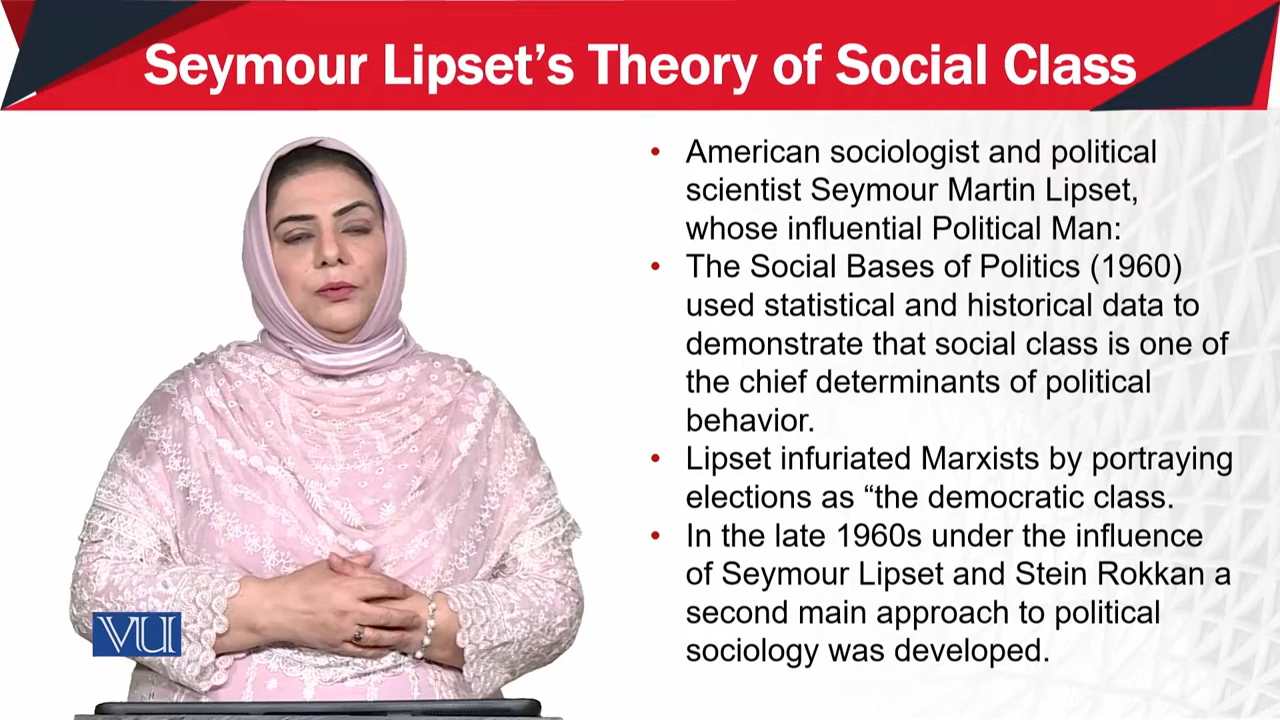 Seymour Lipset’s Theory of Social Class
• American sociologist and political
scientist Seymour Martin Lipset,
whose influential Political Man:
• The Social Bases of Politics (1960)
used statistical and historical data to
demonstrate that social class is one of
the chief determinants of political
behavior.
• Lipset infuriated Marxists by portraying
elections as “the democratic class.
• In the late 1960s under the influence
of Seymour Lipset and Stein Rokkan a
second main approach to political
sociology was developed.
VU